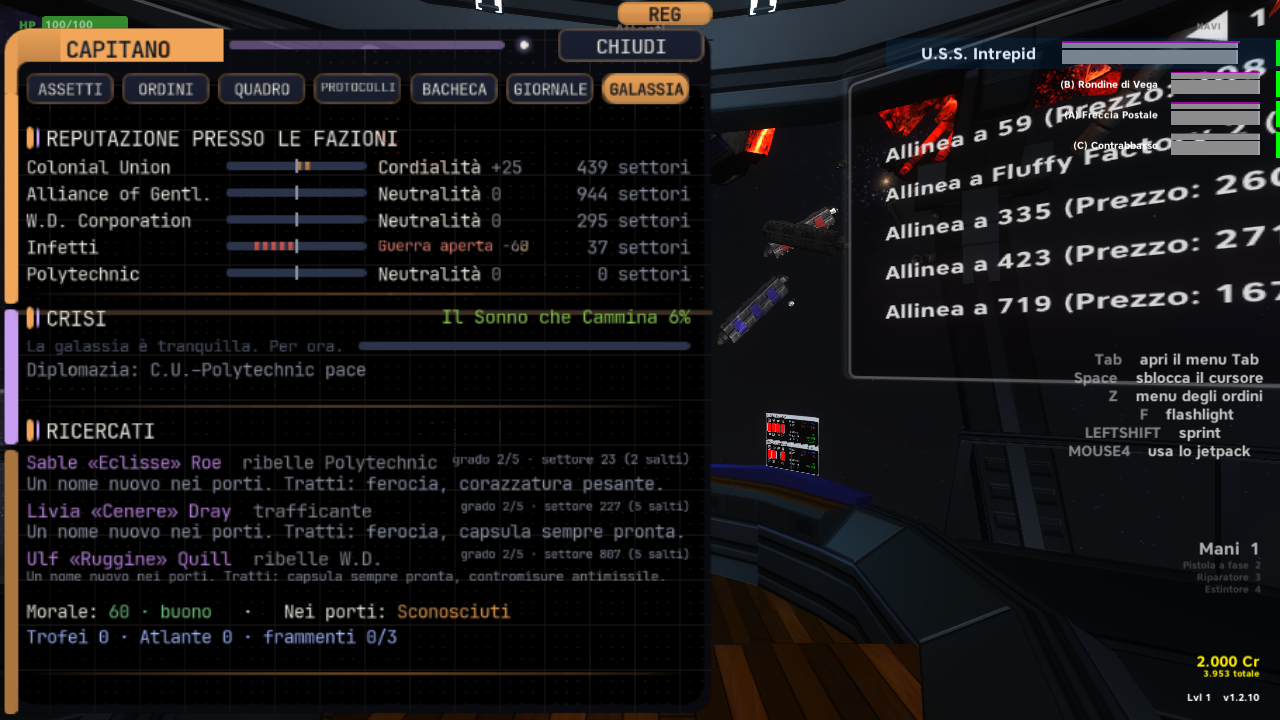 HP 100/100
REG
CAPITANO
CHIUDI
ASSETTI
ORDINI
QUADRO
PROTOCOLLI
BACHECA
GIORNALE
GALASSIA
REPUTAZIONE PRESSO LE FAZIONI
Colonial Union Cordialità +25 439 settori
Alliance of Gentl. Neutralità 0 944 settori
W.D. Corporation Neutralità 0 295 settori
Infetti Guerra aperta -60 37 settori
Polytechnic Neutralità 0 0 settori
CRISI Il Sonno che Cammina 6%
La galassia è tranquilla. Per ora.
Diplomazia: C.U.-Polytechnic pace
RICERCATI
Sable «Eclisse» Roe ribelle Polytechnic grado 2/5 · settore 23 (2 salti)
Un nome nuovo nei porti. Tratti: ferocia, corazzatura pesante.
Livia «Cenere» Dray trafficante grado 2/5 · settore 227 (5 salti)
Un nome nuovo nei porti. Tratti: ferocia, capsula sempre pronta.
Ulf «Ruggine» Quill ribelle W.D. grado 2/5 · settore 807 (5 salti)
Un nome nuovo nei porti. Tratti: capsula sempre pronta, contromisure antimissile.
Morale: 60 · buono · Nei porti: Sconosciuti
Trofei 0 · Atlante 0 · frammenti 0/3
NAVI 1
U.S.S. Intrepid
(B) Rondine di Vega
(A) Freccia Postale
(C) Contrabbasso
Allinea a 59 (Prezzo:
Allinea a Fluffy
Allinea a 335 (Prezzo: 260
Allinea a 423 (Prezzo: 271
Allinea a 719 (Prezzo: 167
Tab apri il menu Tab
Space sblocca il cursore
Z menu degli ordini
F flashlight
LEFTSHIFT sprint
MOUSE4 usa lo jetpack
Mani 1
Pistola a fase 2
Riparatore 3
Estintore 4
2.000 Cr
3.953 totale
Lvl 1 v1.2.10